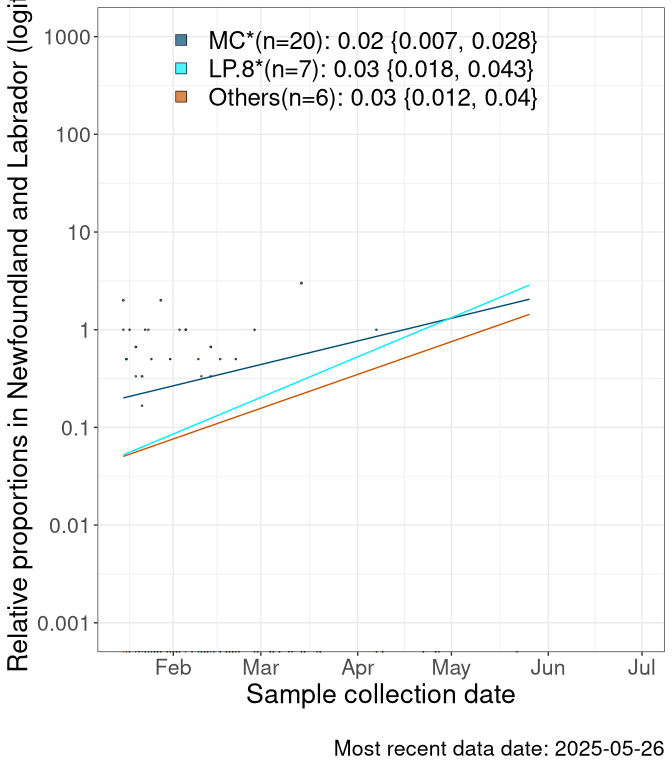 MC*(n=20): 0.02 {0.007, 0.028}
LP.8*(n=7): 0.03 {0.018, 0.043}
Others(n=6): 0.03 {0.012, 0.04}
Relative proportions in Newfoundland and Labrador (logit
1000
100
10
1
0.1
0.01
0.001
Feb Mar Apr May Jun Jul
Sample collection date
Most recent data date: 2025-05-26